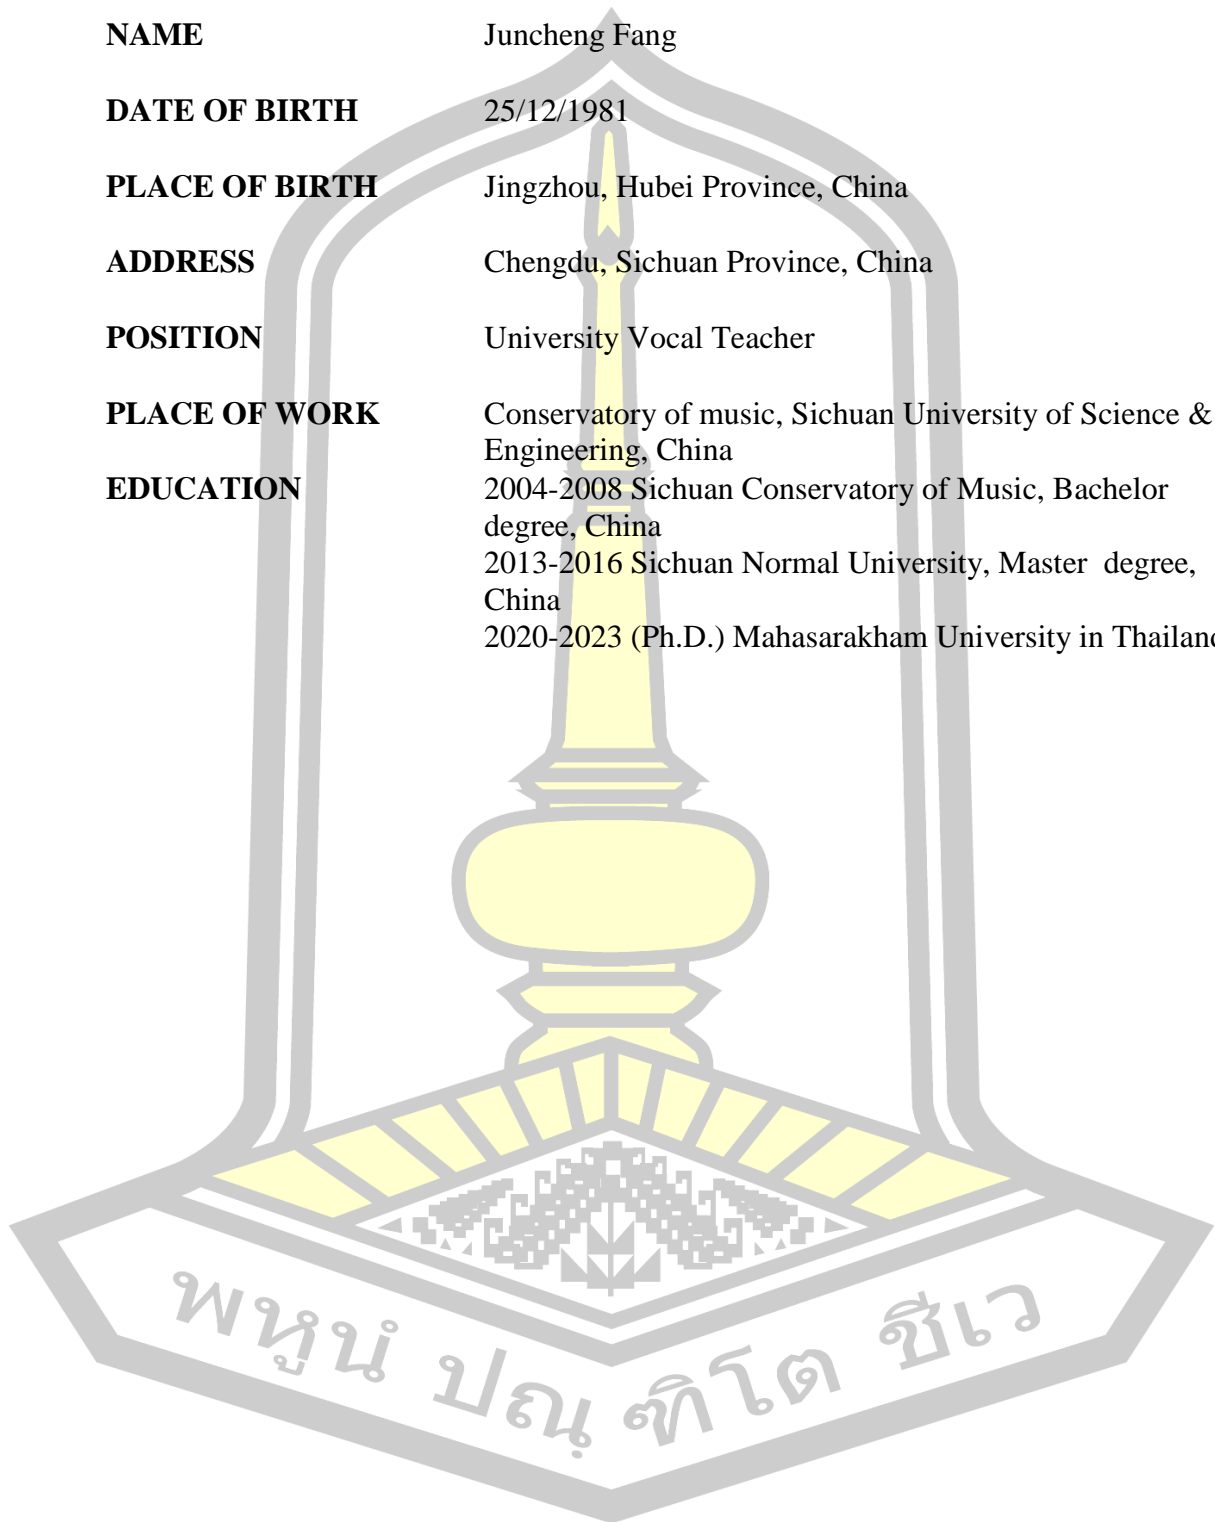 NAME Juncheng Fang
DATE OF BIRTH 25/12/1981
PLACE OF BIRTH Jingzhou, Hubei Province, China
ADDRESS Chengdu, Sichuan Province, China
POSITION University Vocal Teacher
PLACE OF WORK Conservatory of music, Sichuan University of Science &
Engineering, China
EDUCATION 2004-2008 Sichuan Conservatory of Music, Bachelor
degree, China
2013-2016 Sichuan Normal University, Master degree,
China
2020-2023 (Ph.D.) Mahasarakham University in Thailand
พหูนํ ปณฺ ฑิโต ชีเว